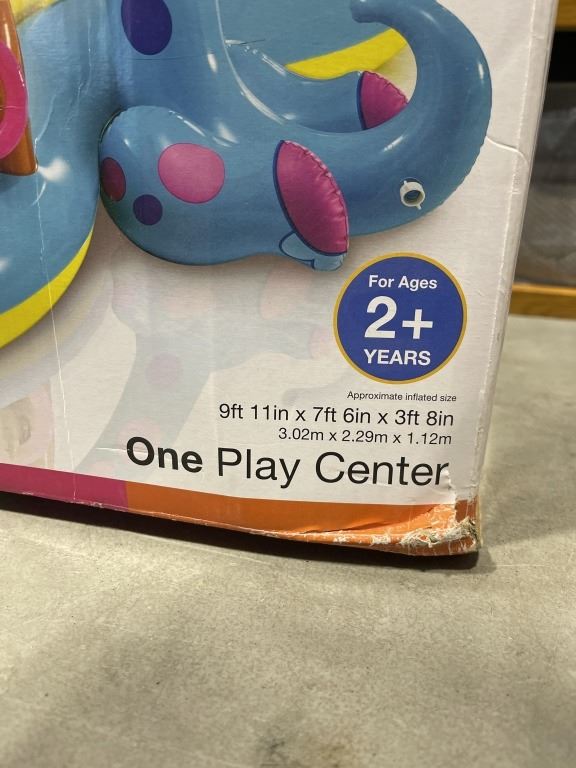 For Ages
2+
YEARS
Approximate inflated size
9ft 11in x 7ft 6in x 3ft 8in
3.02m x 2.29m x 1.12m
One Play Center